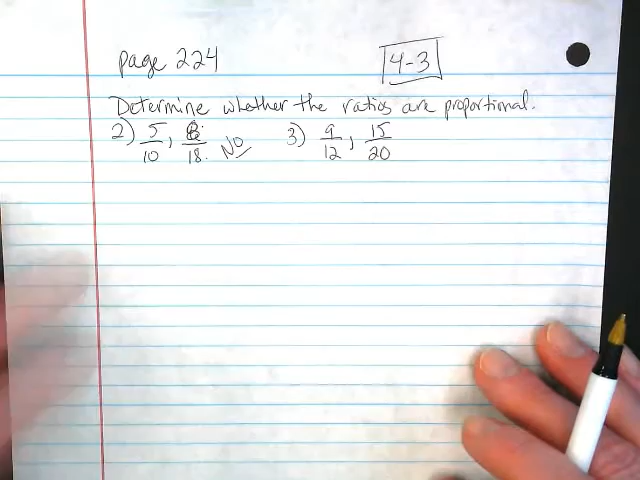 page 224
4-3
Determine whether the ratios are proportional.
2) 5/10, 8/18. NO 3) 9/12, 15/20